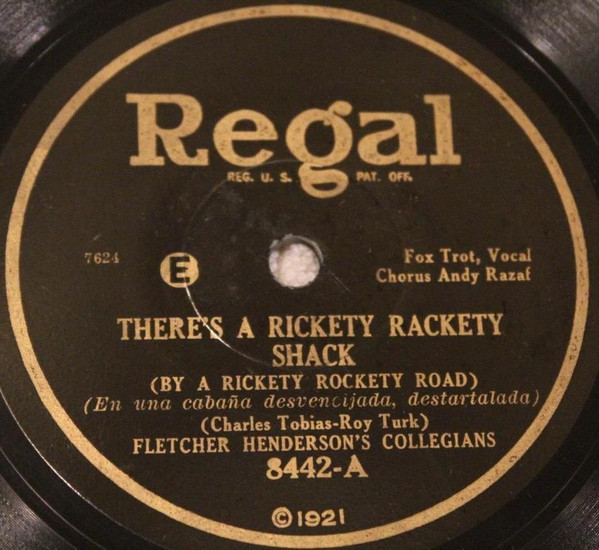 Regal
REG. U. S. PAT. OFF.
7624
E
Fox Trot, Vocal
Chorus Andy Razaf
THERE'S A RICKETY RACKETY
SHACK
(BY A RICKETY ROCKETY ROAD)
(En una cabaña desvencijada, destartalada)
(Charles Tobias-Roy Turk)
FLETCHER HENDERSON'S COLLEGIANS
8442-A
©1921